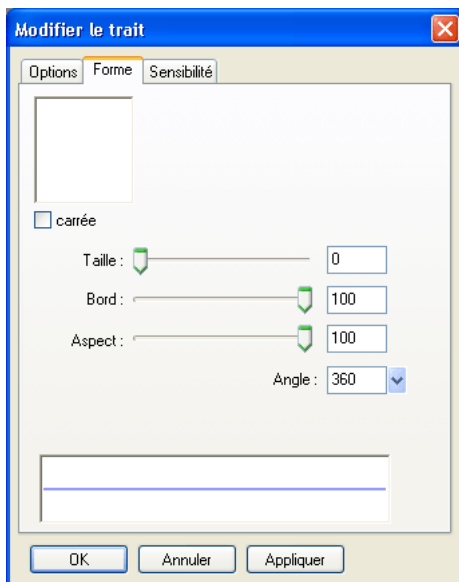 Modifier le trait
Options Forme Sensibilité
carrée
Taille : 0
Bord : 100
Aspect : 100
Angle : 360
OK Annuler Appliquer